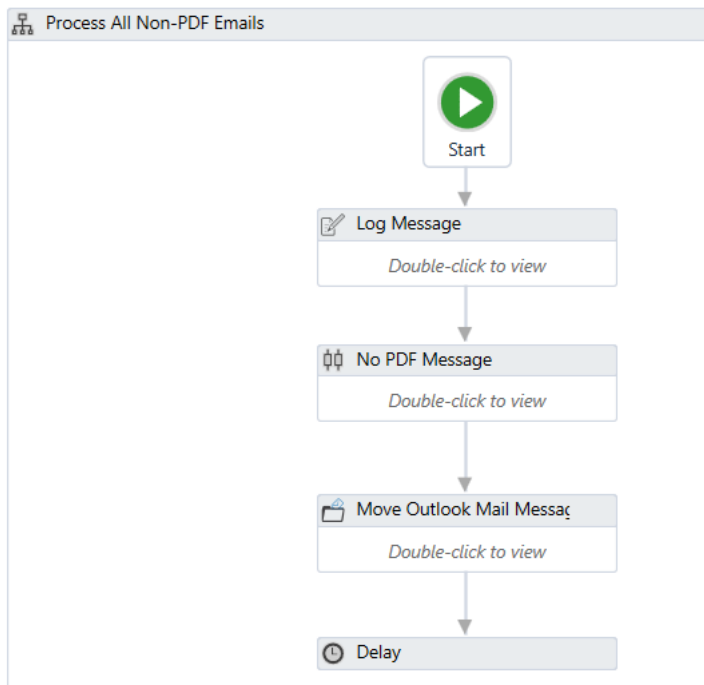 Process All Non-PDF Emails
Start
Log Message
Double-click to view
No PDF Message
Double-click to view
Move Outlook Mail Messag
Double-click to view
Delay